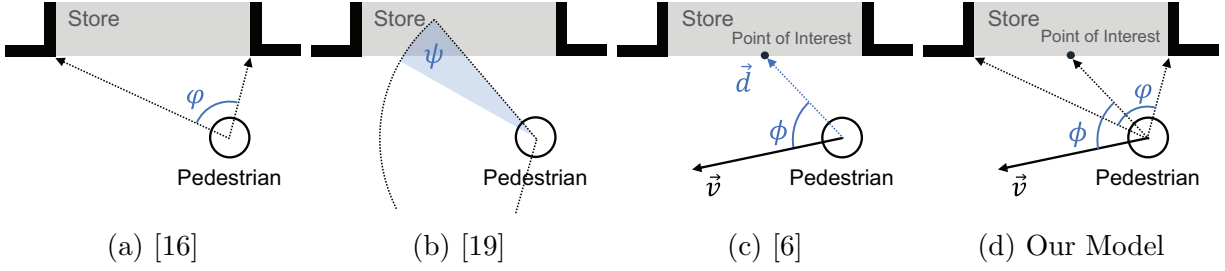 Store
φ
Pedestrian
(a) [16]
Store
ψ
Pedestrian
(b) [19]
Store
Point of Interest
d⃗
ϕ
v⃗
Pedestrian
(c) [6]
Store
Point of Interest
φ
ϕ
v⃗
Pedestrian
(d) Our Model